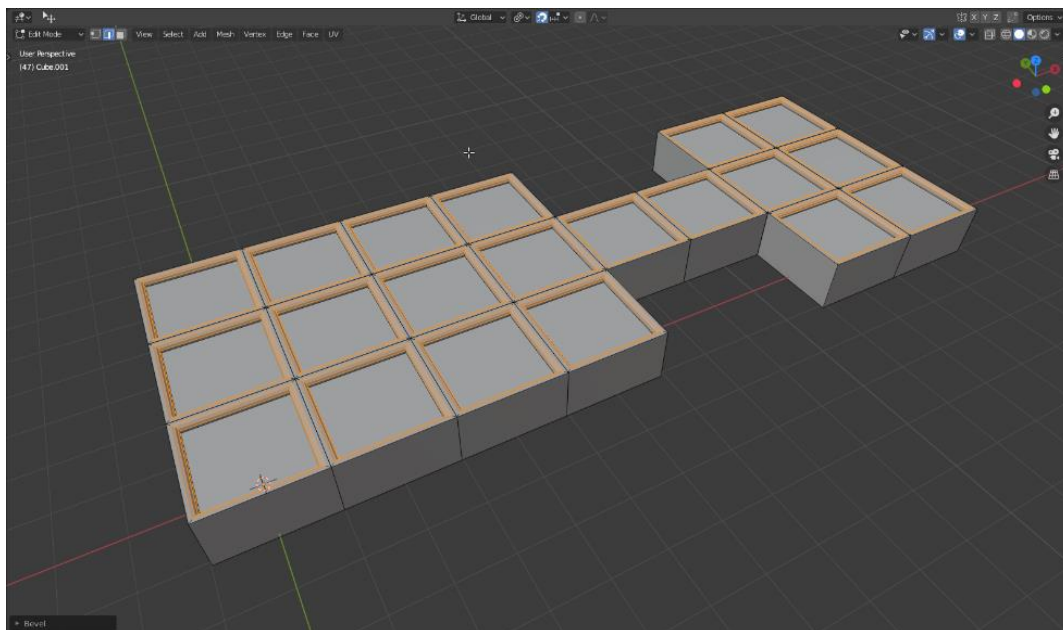 Global
X Y Z Options
Edit Mode View Select Add Mesh Vertex Edge Face UV
User Perspective
(47) Cube.001
Bevel